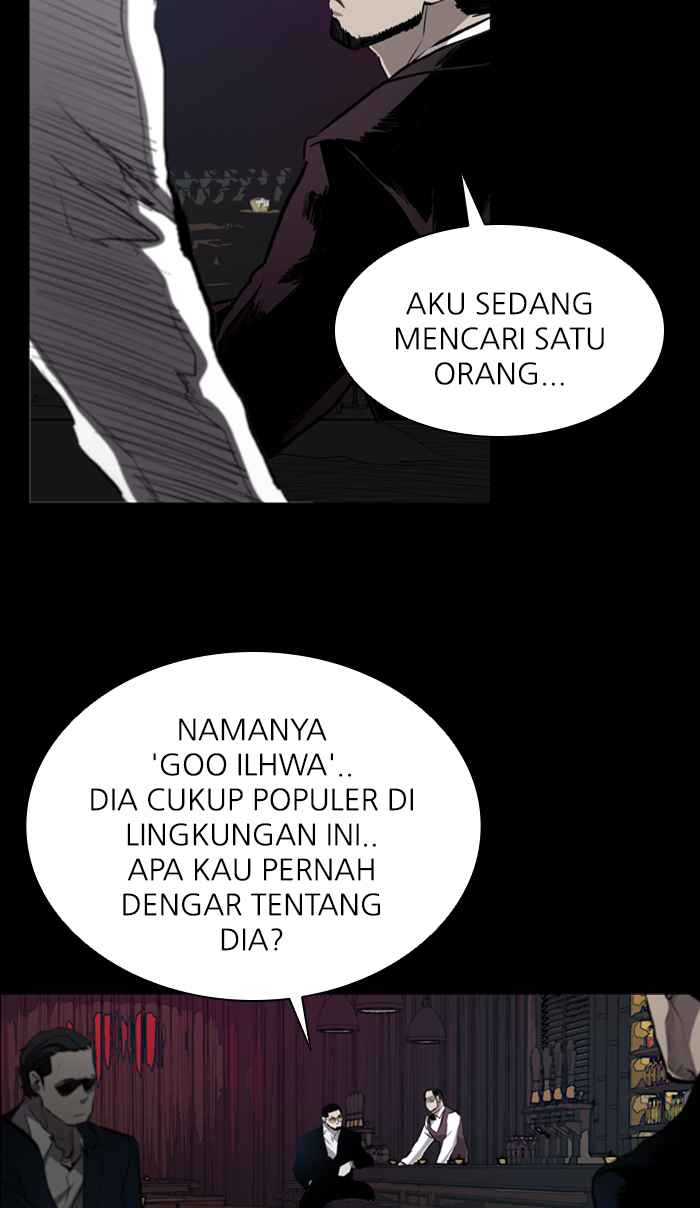 AKU SEDANG
MENCARI SATU
ORANG...
NAMANYA
'GOO ILHWA'..
DIA CUKUP POPULER DI
LINGKUNGAN INI..
APA KAU PERNAH
DENGAR TENTANG
DIA?